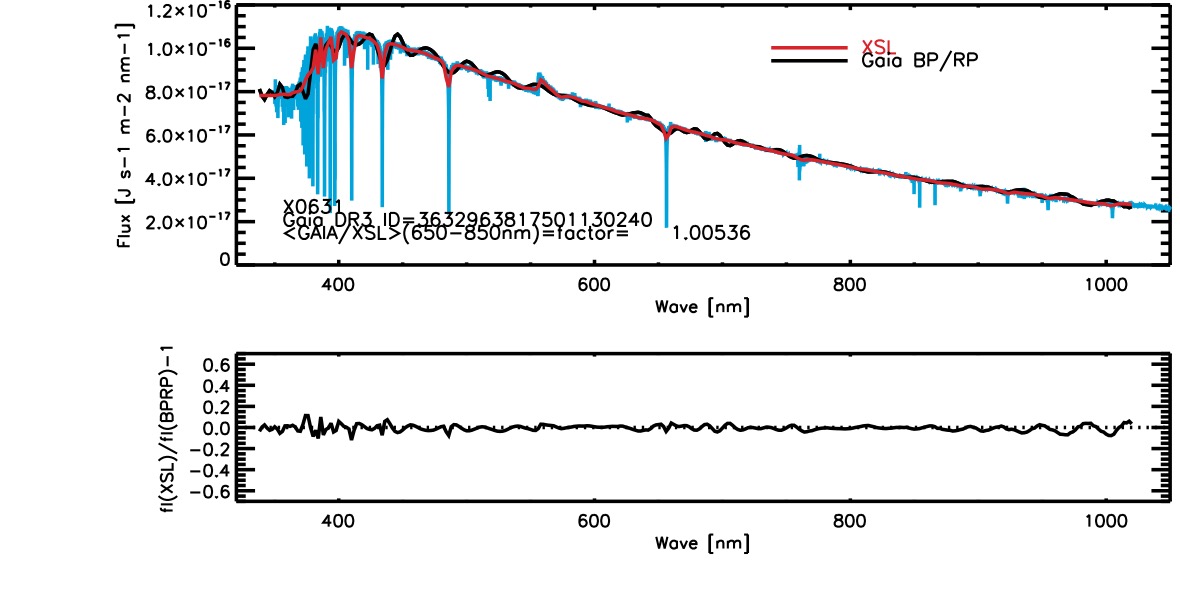 1.2×10−16
1.0×10−16
8.0×10−17
6.0×10−17
4.0×10−17
2.0×10−17
0
Flux [J s−1 m−2 nm−1]
XSL
Gaia BP/RP
X0631
Gaia DR3 ID=3632963817501130240
<GAIA/XSL>(650−850nm)=factor= 1.00536
400 600 800 1000
Wave [nm]
0.6
0.4
0.2
0.0
−0.2
−0.4
−0.6
fl(XSL)/fl(BPRP)−1
400 600 800 1000
Wave [nm]